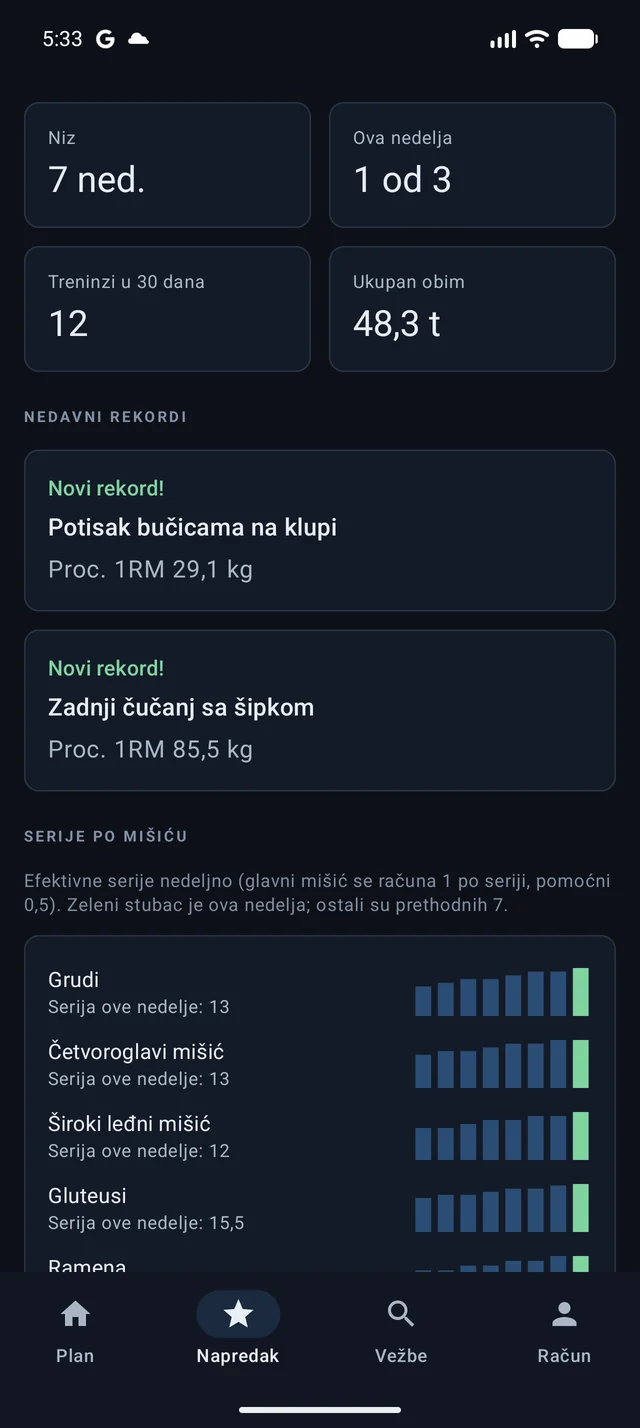 5:33
Niz
7 ned.
Ova nedelja
1 od 3
Treninzi u 30 dana
12
Ukupan obim
48,3 t
NEDAVNI REKORDI
Novi rekord!
Potisak bučicama na klupi
Proc. 1RM 29,1 kg
Novi rekord!
Zadnji čučanj sa šipkom
Proc. 1RM 85,5 kg
SERIJE PO MIŠIĆU
Efektivne serije nedeljno (glavni mišić se računa 1 po seriji, pomoćni
0,5). Zeleni stubac je ova nedelja; ostali su prethodnih 7.
Grudi
Serija ove nedelje: 13
Četvoroglavi mišić
Serija ove nedelje: 13
Široki leđni mišić
Serija ove nedelje: 12
Gluteusi
Serija ove nedelje: 15,5
Ramena
Plan
Napredak
Vežbe
Račun